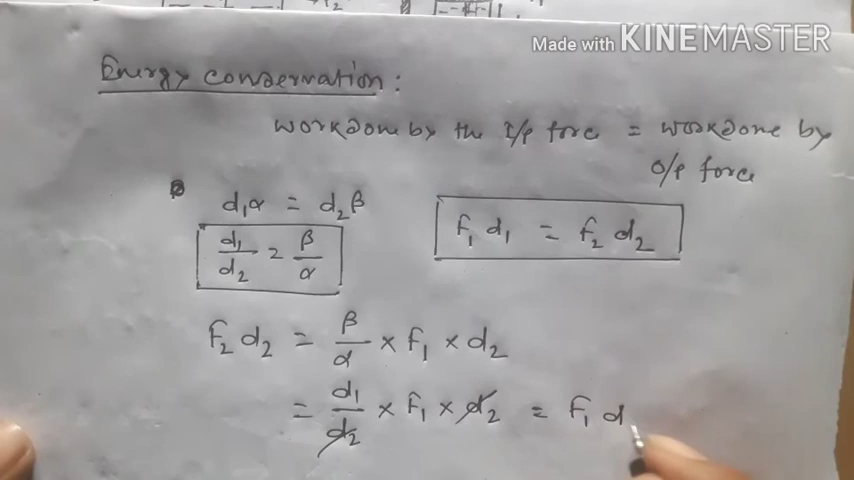 Made with KINEMASTER
Energy conservation:
workdone by the I/p force = workdone by
O/p force
d₁α = d₂β
d₁/d₂ = β/α
F₁ d₁ = F₂ d₂
F₂ d₂ = β/α × F₁ × d₂
= d₁/d₂ × F₁ × d₂ = F₁ d